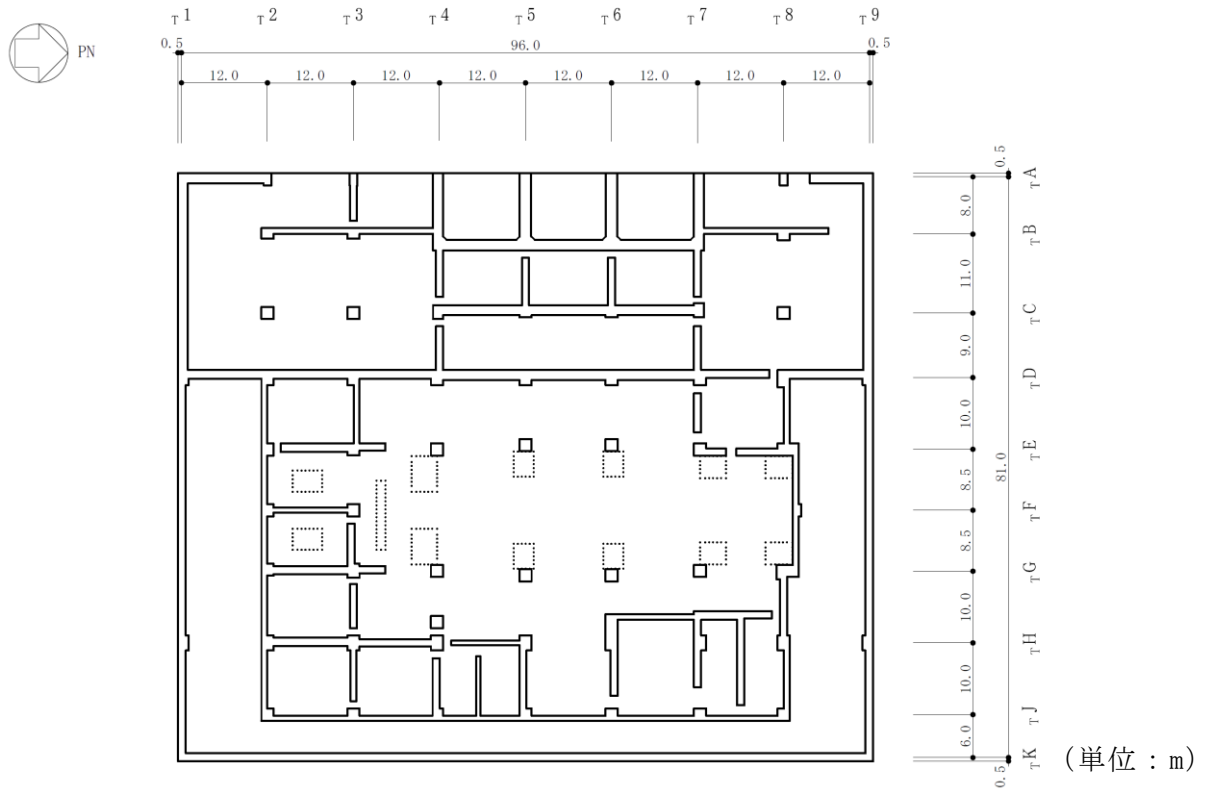 T1 T2 T3 T4 T5 T6 T7 T8 T9
PN
0.5 96.0 0.5
12.0 12.0 12.0 12.0 12.0 12.0 12.0 12.0
0.5
TA
8.0
TB
11.0
TC
9.0
TD
10.0
TE
8.5
81.0
TF
8.5
TG
10.0
TH
10.0
TJ
6.0
TK
0.5
(単位：m)